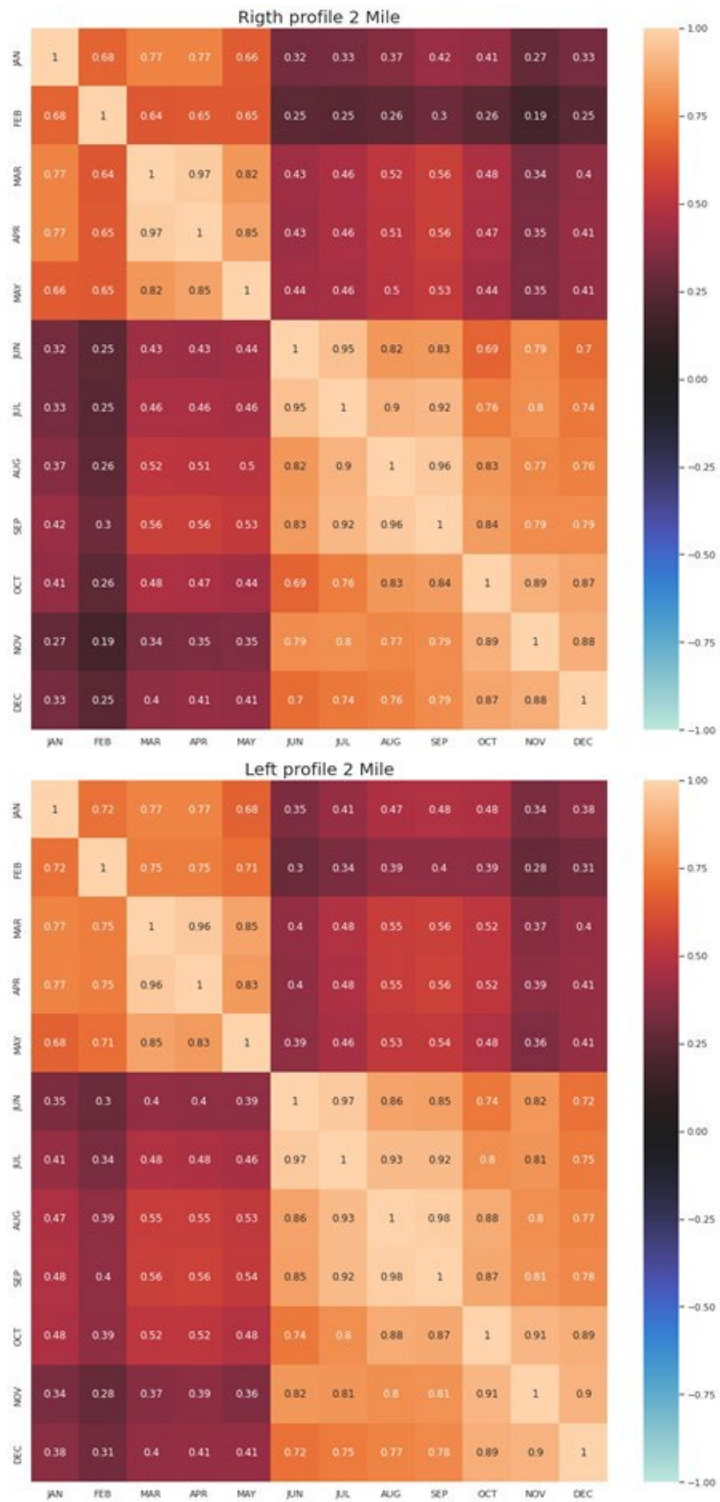 Rigth profile 2 Mile
JAN 1 0.68 0.77 0.77 0.66 0.32 0.33 0.37 0.42 0.41 0.27 0.33
FEB 0.68 1 0.64 0.65 0.65 0.25 0.25 0.26 0.3 0.26 0.19 0.25
MAR 0.77 0.64 1 0.97 0.82 0.43 0.46 0.52 0.56 0.48 0.34 0.4
APR 0.77 0.65 0.97 1 0.85 0.43 0.46 0.51 0.56 0.47 0.35 0.41
MAY 0.66 0.65 0.82 0.85 1 0.44 0.46 0.5 0.53 0.44 0.35 0.41
JUN 0.32 0.25 0.43 0.43 0.44 1 0.95 0.82 0.83 0.69 0.79 0.7
JUL 0.33 0.25 0.46 0.46 0.46 0.95 1 0.9 0.92 0.76 0.8 0.74
AUG 0.37 0.26 0.52 0.51 0.5 0.82 0.9 1 0.96 0.83 0.77 0.76
SEP 0.42 0.3 0.56 0.56 0.53 0.83 0.92 0.96 1 0.84 0.79 0.79
OCT 0.41 0.26 0.48 0.47 0.44 0.69 0.76 0.83 0.84 1 0.89 0.87
NOV 0.27 0.19 0.34 0.35 0.35 0.79 0.8 0.77 0.79 0.89 1 0.88
DEC 0.33 0.25 0.4 0.41 0.41 0.7 0.74 0.76 0.79 0.87 0.88 1
JAN FEB MAR APR MAY JUN JUL AUG SEP OCT NOV DEC
1.00
0.75
0.50
0.25
0.00
−0.25
−0.50
−0.75
−1.00
Left profile 2 Mile
JAN 1 0.72 0.77 0.77 0.68 0.35 0.41 0.47 0.48 0.48 0.34 0.38
FEB 0.72 1 0.75 0.75 0.71 0.3 0.34 0.39 0.4 0.39 0.28 0.31
MAR 0.77 0.75 1 0.96 0.85 0.4 0.48 0.55 0.56 0.52 0.37 0.4
APR 0.77 0.75 0.96 1 0.83 0.4 0.48 0.55 0.56 0.52 0.39 0.41
MAY 0.68 0.71 0.85 0.83 1 0.39 0.46 0.53 0.54 0.48 0.36 0.41
JUN 0.35 0.3 0.4 0.4 0.39 1 0.97 0.86 0.85 0.74 0.82 0.72
JUL 0.41 0.34 0.48 0.48 0.46 0.97 1 0.93 0.92 0.8 0.81 0.75
AUG 0.47 0.39 0.55 0.55 0.53 0.86 0.93 1 0.98 0.88 0.8 0.77
SEP 0.48 0.4 0.56 0.56 0.54 0.85 0.92 0.98 1 0.87 0.81 0.78
OCT 0.48 0.39 0.52 0.52 0.48 0.74 0.8 0.88 0.87 1 0.91 0.89
NOV 0.34 0.28 0.37 0.39 0.36 0.82 0.81 0.8 0.81 0.91 1 0.9
DEC 0.38 0.31 0.4 0.41 0.41 0.72 0.75 0.77 0.78 0.89 0.9 1
JAN FEB MAR APR MAY JUN JUL AUG SEP OCT NOV DEC
1.00
0.75
0.50
0.25
0.00
−0.25
−0.50
−0.75
−1.00